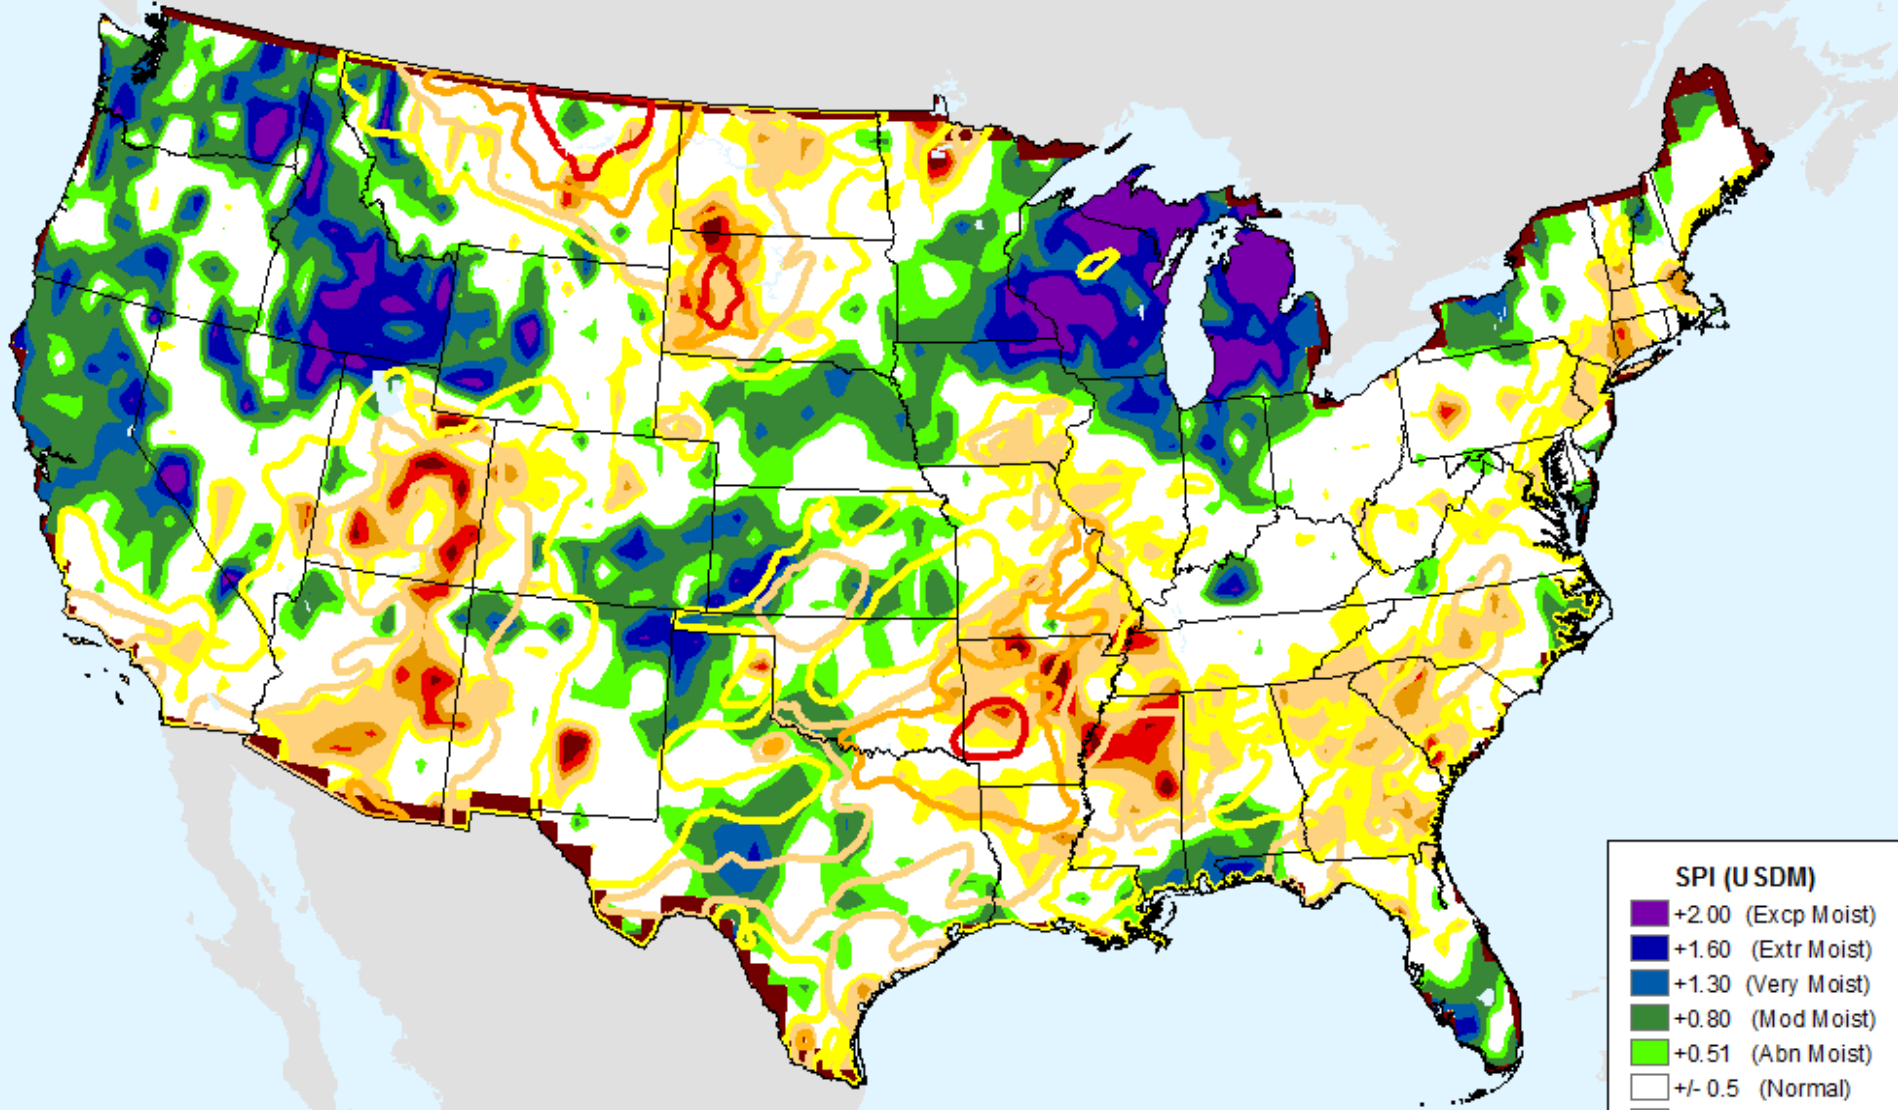 SPI (USDM)
+2.00 (Excp Moist)
+1.60 (Extr Moist)
+1.30 (Very Moist)
+0.80 (Mod Moist)
+0.51 (Abn Moist)
+/- 0.5 (Normal)